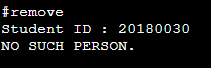 #remove
Student ID : 20180030
NO SUCH PERSON.